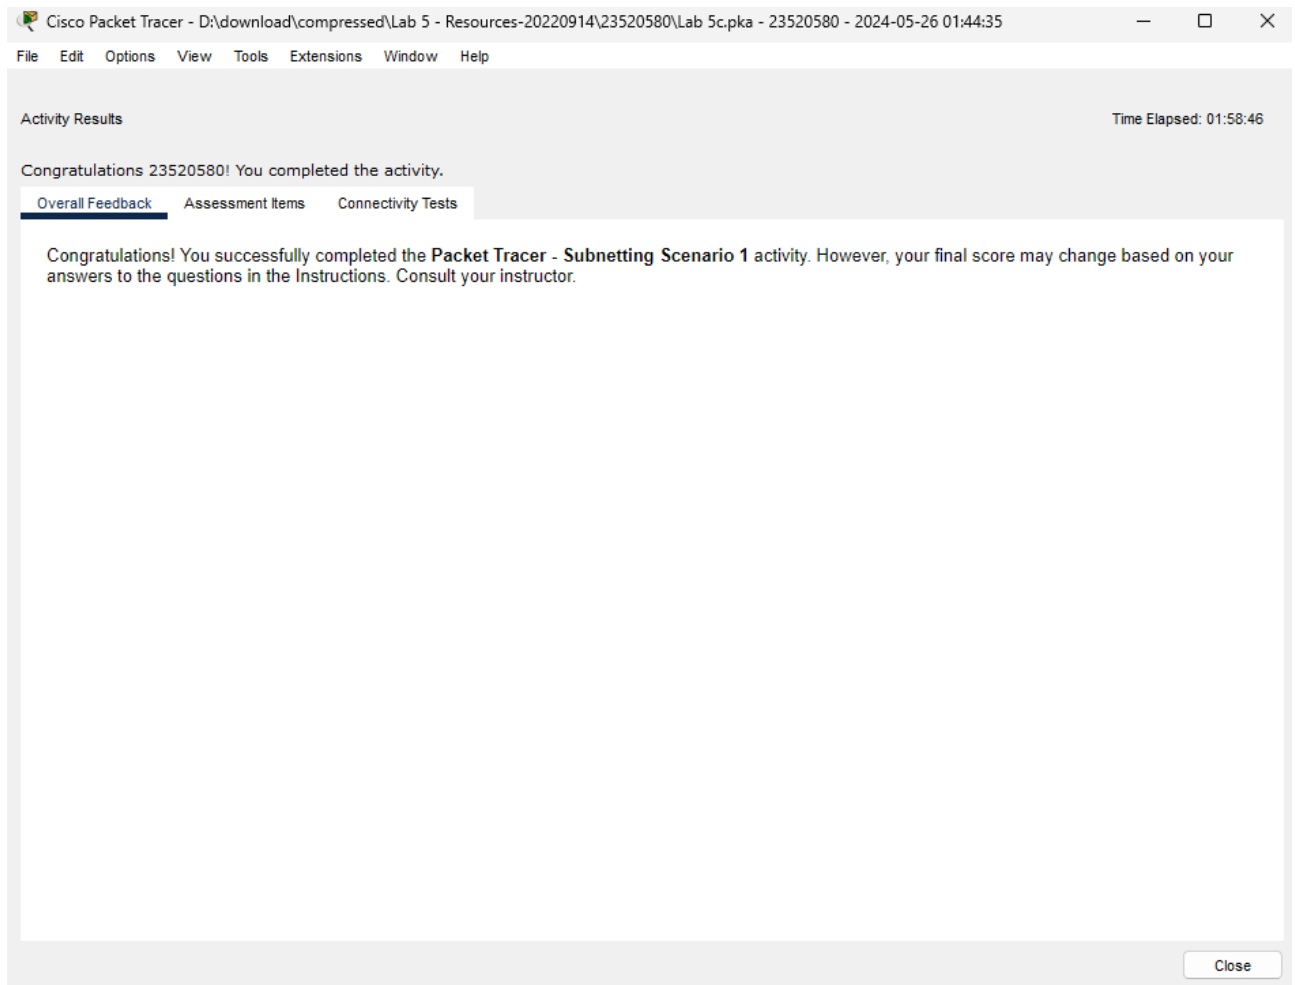 Cisco Packet Tracer - D:\download\compressed\Lab 5 - Resources-20220914\23520580\Lab 5c.pka - 23520580 - 2024-05-26 01:44:35
File Edit Options View Tools Extensions Window Help
Activity Results Time Elapsed: 01:58:46
Congratulations 23520580! You completed the activity.
Overall Feedback Assessment Items Connectivity Tests
Congratulations! You successfully completed the Packet Tracer - Subnetting Scenario 1 activity. However, your final score may change based on your
answers to the questions in the Instructions. Consult your instructor.
Close